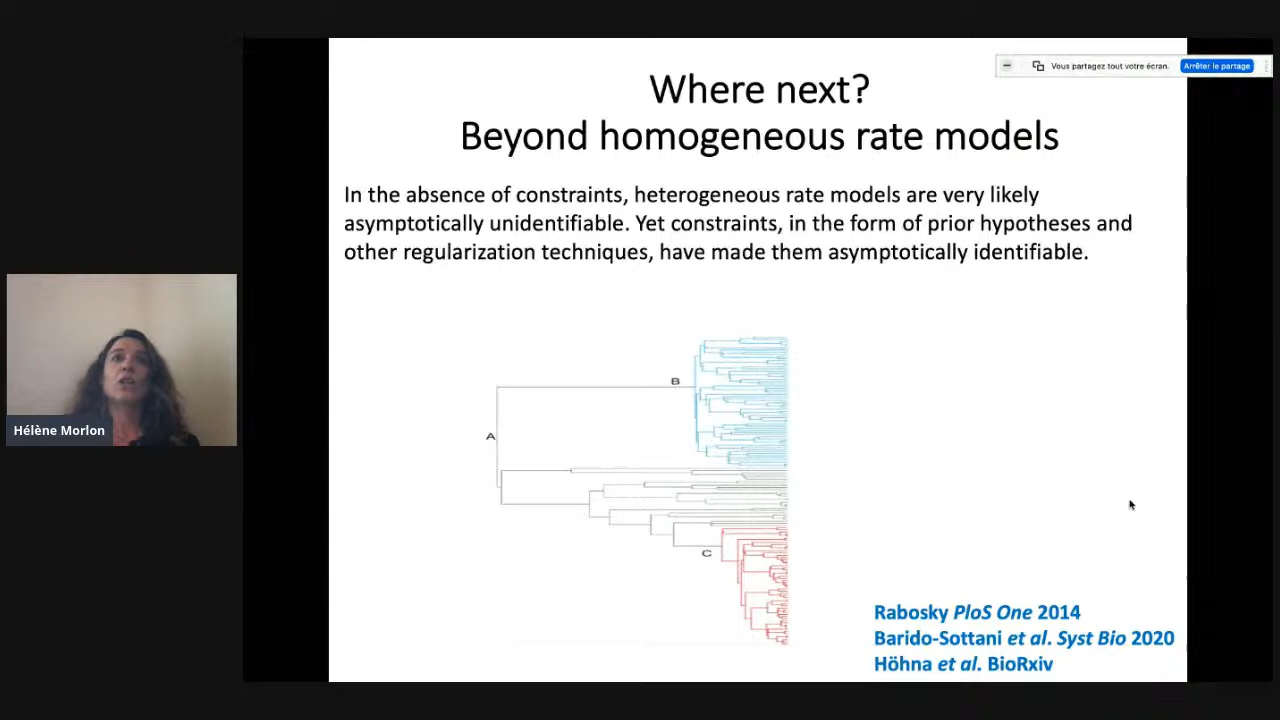 Where next?
Beyond homogeneous rate models
Vous partagez tout votre écran.
Arrêter le partage
In the absence of constraints, heterogeneous rate models are very likely
asymptotically unidentifiable. Yet constraints, in the form of prior hypotheses and
other regularization techniques, have made them asymptotically identifiable.
B
A
C
Hélène Morlon
Rabosky PloS One 2014
Barido-Sottani et al. Syst Bio 2020
Höhna et al. BioRxiv